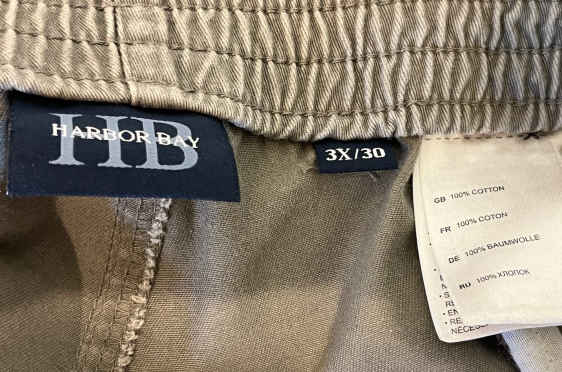 HB
HARBOR BAY
3X/30
GB 100% COTTON
FR 100% COTON
DE 100% BAUMWOLLE
RU 100% ХЛОПОК